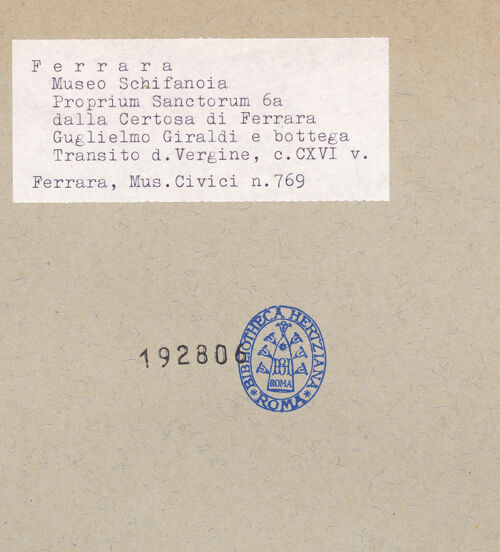 F e r r a r a
Museo Schifanoia
Proprium Sanctorum 6a
dalla Certosa di Ferrara
Guglielmo Giraldi e bottega
Transito d.Vergine, c.CXVI v.
Ferrara, Mus.Civici n.769
192806
BIBLIOTHECA HERTZIANA
BH
ROMA
* ROMA *